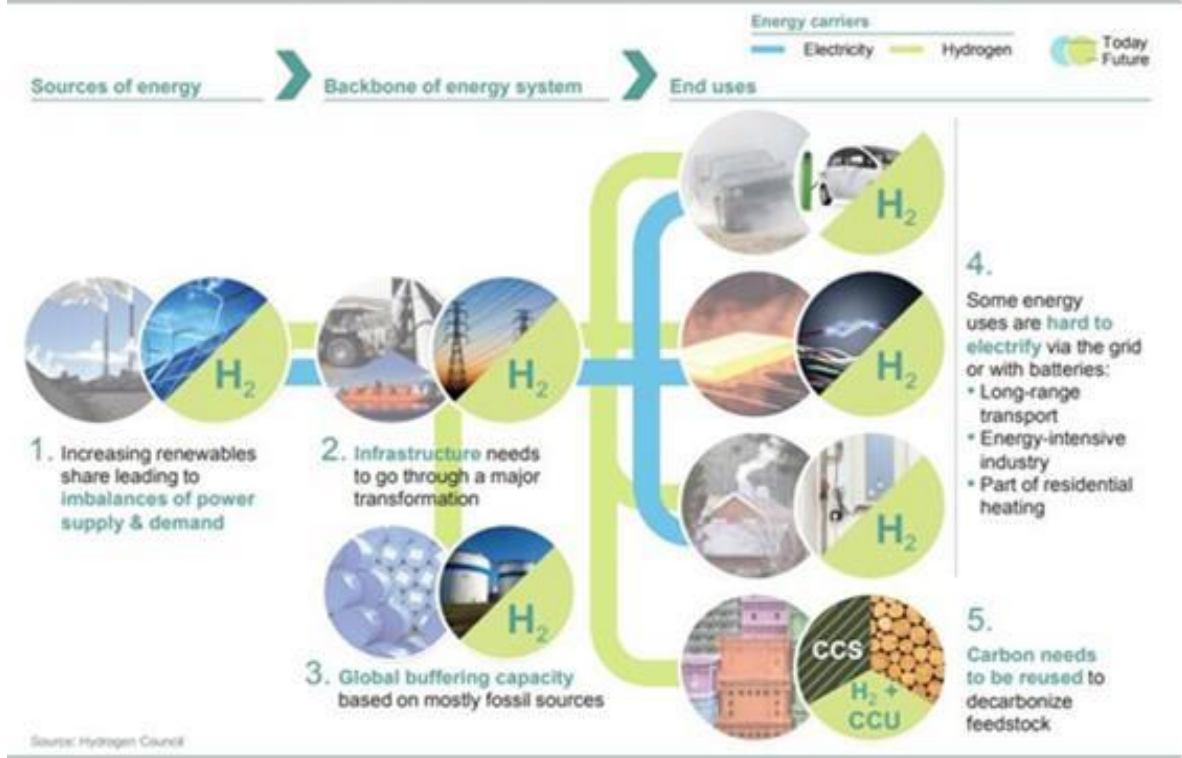 Energy carriers
Electricity
Hydrogen
Today
Future
Sources of energy
Backbone of energy system
End uses
H2
H2
H2
H2
4.
Some energy
uses are hard to
electrify via the grid
or with batteries:
• Long-range
transport
• Energy-intensive
industry
• Part of residential
heating
1. Increasing renewables
share leading to
imbalances of power
supply & demand
2. Infrastructure needs
to go through a major
transformation
H2
H2
3. Global buffering capacity
based on mostly fossil sources
CCS
H2 +
CCU
5.
Carbon needs
to be reused to
decarbonize
feedstock
Source: Hydrogen Council